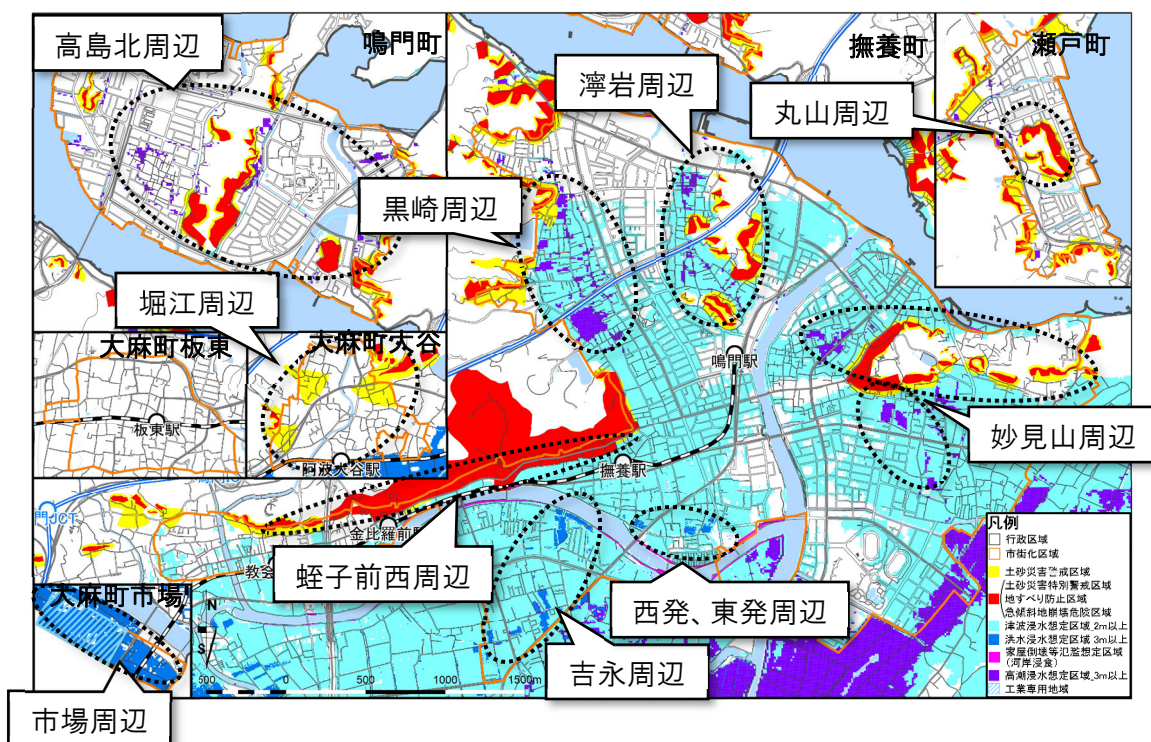 高島北周辺
鳴門町
撫養町
瀬戸町
濘岩周辺
丸山周辺
黒崎周辺
堀江周辺
大麻町板東
大麻町大谷
鳴門駅
板東駅
阿波大谷駅
撫養駅
妙見山周辺
金比羅前
教会
門JCT
蛭子前西周辺
西発、東発周辺
吉永周辺
大麻町市場
市場周辺
N
S
500
0
500
1000
1500m
凡例
行政区域
市街化区域
土砂災害警戒区域
土砂災害特別警戒区域
地すべり防止区域
急傾斜地崩壊危険区域
津波浸水想定区域_2m以上
洪水浸水想定区域_3m以上
家屋倒壊等氾濫想定区域
(河岸浸食)
高潮浸水想定区域_3m以上
工業専用地域